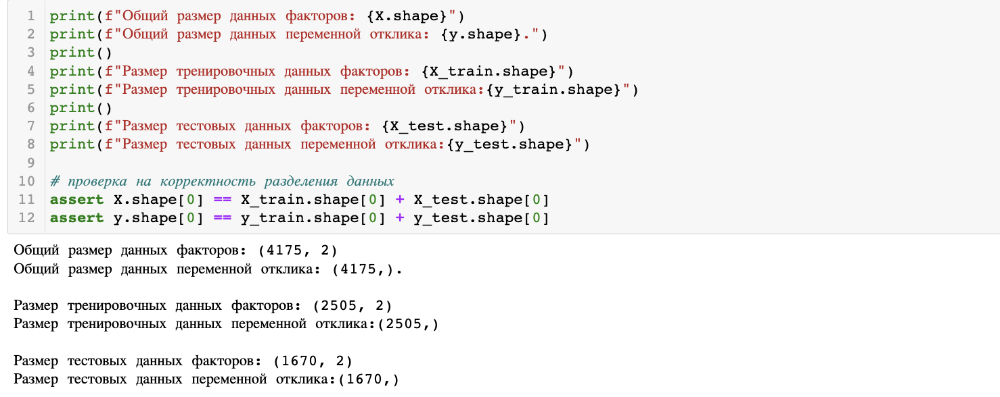 1 print(f"Общий размер данных факторов: {X.shape}")
2 print(f"Общий размер данных переменной отклика: {y.shape}.")
3 print()
4 print(f"Размер тренировочных данных факторов: {X_train.shape}")
5 print(f"Размер тренировочных данных переменной отклика:{y_train.shape}")
6 print()
7 print(f"Размер тестовых данных факторов: {X_test.shape}")
8 print(f"Размер тестовых данных переменной отклика:{y_test.shape}")
9
10 # проверка на корректность разделения данных
11 assert X.shape[0] == X_train.shape[0] + X_test.shape[0]
12 assert y.shape[0] == y_train.shape[0] + y_test.shape[0]
Общий размер данных факторов: (4175, 2)
Общий размер данных переменной отклика: (4175,).
Размер тренировочных данных факторов: (2505, 2)
Размер тренировочных данных переменной отклика:(2505,)
Размер тестовых данных факторов: (1670, 2)
Размер тестовых данных переменной отклика:(1670,)